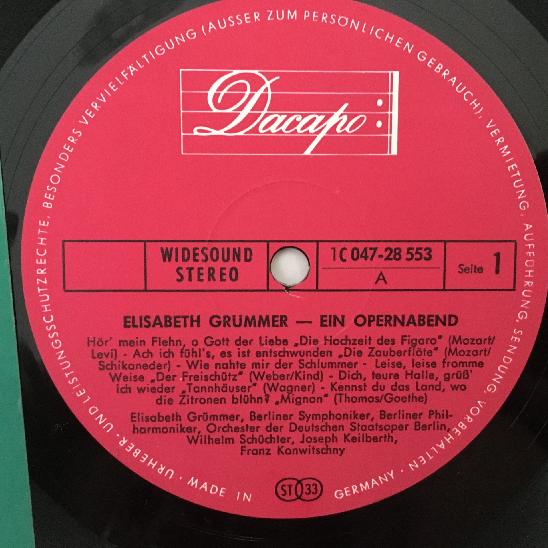 URHEBER- UND LEISTUNGSSCHUTZRECHTE, BESONDERS VERVIELFÄLTIGUNG (AUSSER ZUM PERSÖNLICHEN GEBRAUCH), VERMIETUNG, AUFFÜHRUNG, SENDUNG, VORBEHALTEN · MADE IN GERMANY
Dacapo
WIDESOUND
STEREO
1C 047-28 553
A
Seite 1
ELISABETH GRÜMMER — EIN OPERNABEND
Hör' mein Flehn, o Gott der Liebe „Die Hochzeit des Figaro" (Mozart/
Levi) - Ach ich fühl's, es ist entschwunden „Die Zauberflöte" (Mozart/
Schikaneder) - Wie nahte mir der Schlummer - Leise, leise fromme
Weise „Der Freischütz" (Weber/Kind) - Dich, teure Halle, grüß'
ich wieder „Tannhäuser" (Wagner) - Kennst du das Land, wo
die Zitronen blühn? „Mignon" (Thomas/Goethe)
Elisabeth Grümmer, Berliner Symphoniker, Berliner Phil-
harmoniker, Orchester der Deutschen Staatsoper Berlin,
Wilhelm Schüchter, Joseph Keilberth,
Franz Konwitschny
ST 33